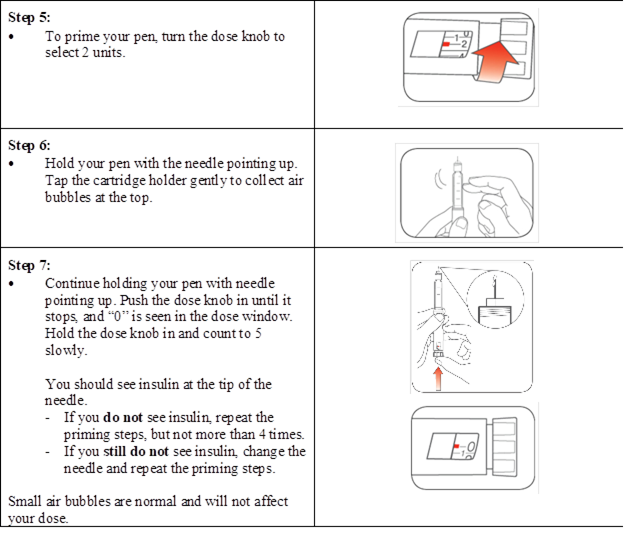 Step 5:
• To prime your pen, turn the dose knob to
select 2 units.
1 0
2
4
Step 6:
• Hold your pen with the needle pointing up.
Tap the cartridge holder gently to collect air
bubbles at the top.
Step 7:
• Continue holding your pen with needle
pointing up. Push the dose knob in until it
stops, and “0” is seen in the dose window.
Hold the dose knob in and count to 5
slowly.
You should see insulin at the tip of the
needle.
- If you do not see insulin, repeat the
priming steps, but not more than 4 times.
- If you still do not see insulin, change the
needle and repeat the priming steps.
0
1
Small air bubbles are normal and will not affect
your dose.